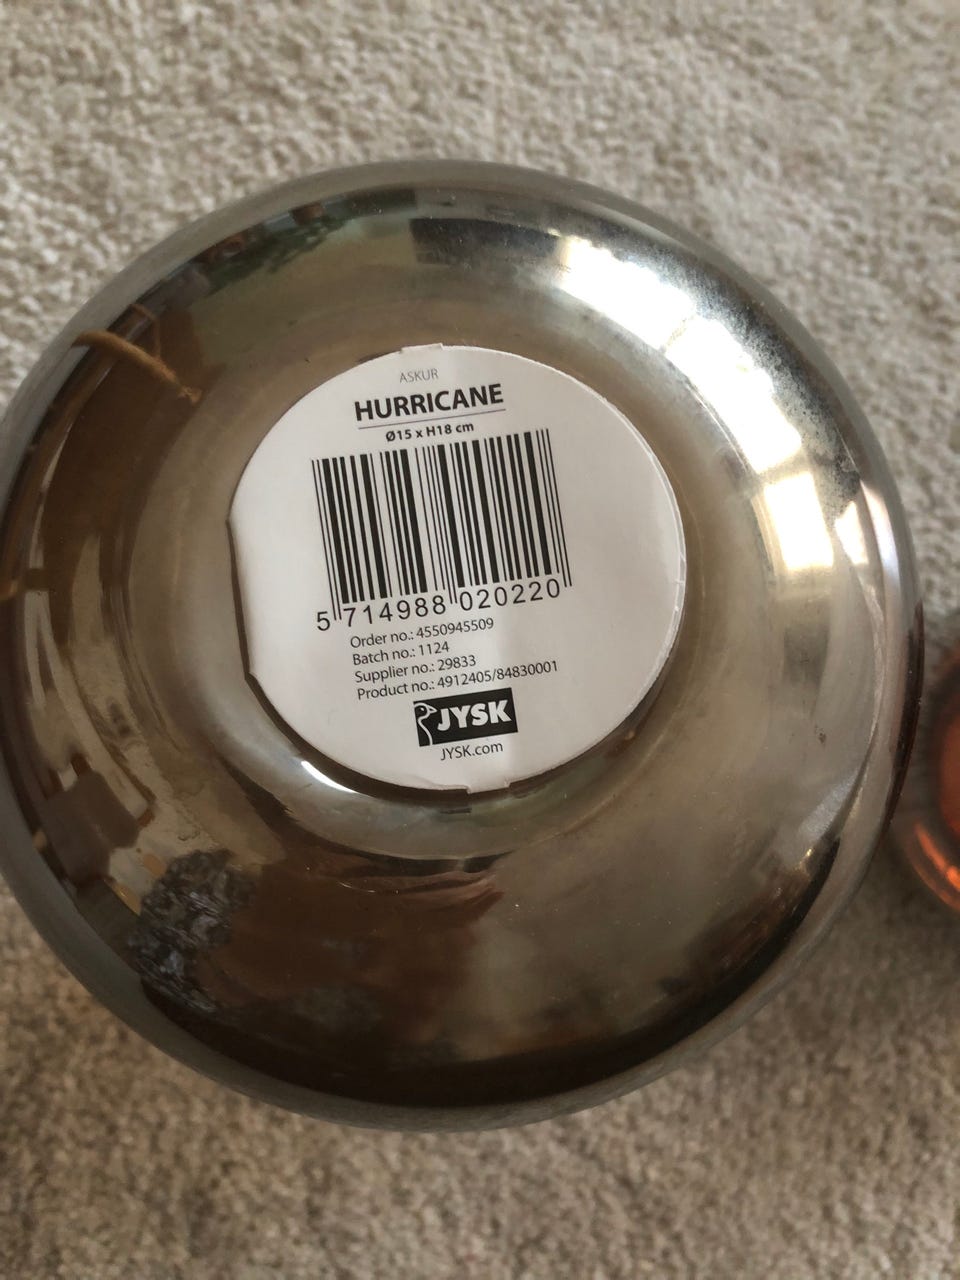 ASKUR
HURRICANE
Ø15 x H18 cm
5 714988 020220
Order no.: 4550945509
Batch no.: 1124
Supplier no.: 29833
Product no.: 4912405/84830001
JYSK
JYSK.com